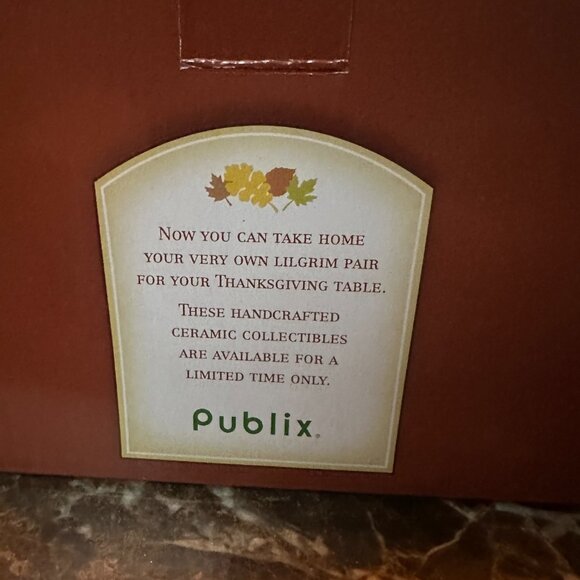 Now you can take home
your very own lilgrim pair
for your Thanksgiving table.
These handcrafted
ceramic collectibles
are available for a
limited time only.
Publix®